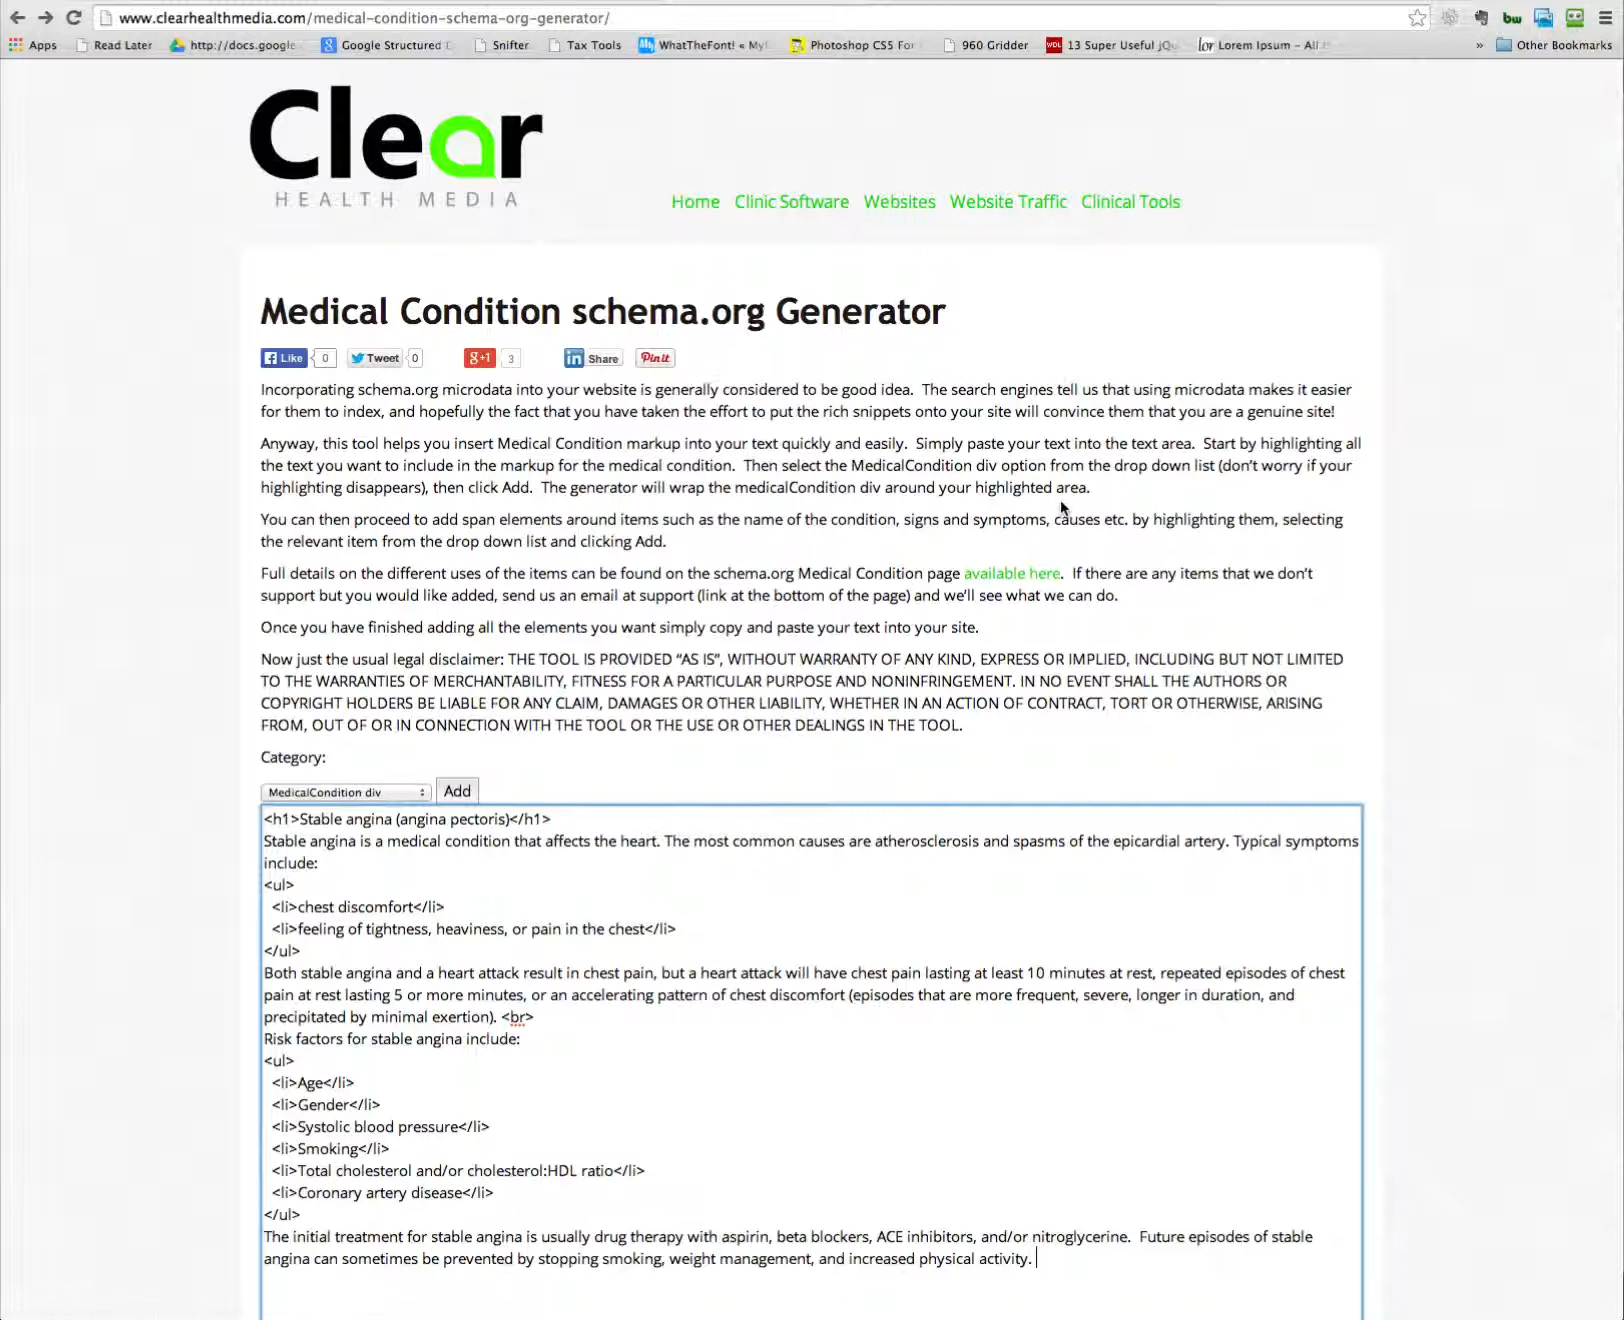 www.clearhealthmedia.com/medical-condition-schema-org-generator/
bw
Apps Read Later http://docs.google Google Structured Snifter Tax Tools WhatTheFont! « My Photoshop CS5 For 960 Gridder WDL 13 Super Useful jQu lor Lorem Ipsum – All » Other Bookmarks
Clear
HEALTH MEDIA
Home Clinic Software Websites Website Traffic Clinical Tools
Medical Condition schema.org Generator
Like 0 Tweet 0 g+1 3 in Share Pin it
Incorporating schema.org microdata into your website is generally considered to be good idea. The search engines tell us that using microdata makes it easier
for them to index, and hopefully the fact that you have taken the effort to put the rich snippets onto your site will convince them that you are a genuine site!
Anyway, this tool helps you insert Medical Condition markup into your text quickly and easily. Simply paste your text into the text area. Start by highlighting all
the text you want to include in the markup for the medical condition. Then select the MedicalCondition div option from the drop down list (don't worry if your
highlighting disappears), then click Add. The generator will wrap the medicalCondition div around your highlighted area.
You can then proceed to add span elements around items such as the name of the condition, signs and symptoms, causes etc. by highlighting them, selecting
the relevant item from the drop down list and clicking Add.
Full details on the different uses of the items can be found on the schema.org Medical Condition page available here. If there are any items that we don't
support but you would like added, send us an email at support (link at the bottom of the page) and we'll see what we can do.
Once you have finished adding all the elements you want simply copy and paste your text into your site.
Now just the usual legal disclaimer: THE TOOL IS PROVIDED “AS IS”, WITHOUT WARRANTY OF ANY KIND, EXPRESS OR IMPLIED, INCLUDING BUT NOT LIMITED
TO THE WARRANTIES OF MERCHANTABILITY, FITNESS FOR A PARTICULAR PURPOSE AND NONINFRINGEMENT. IN NO EVENT SHALL THE AUTHORS OR
COPYRIGHT HOLDERS BE LIABLE FOR ANY CLAIM, DAMAGES OR OTHER LIABILITY, WHETHER IN AN ACTION OF CONTRACT, TORT OR OTHERWISE, ARISING
FROM, OUT OF OR IN CONNECTION WITH THE TOOL OR THE USE OR OTHER DEALINGS IN THE TOOL.
Category:
MedicalCondition div Add
<h1>Stable angina (angina pectoris)</h1>
Stable angina is a medical condition that affects the heart. The most common causes are atherosclerosis and spasms of the epicardial artery. Typical symptoms
include:
<ul>
<li>chest discomfort</li>
<li>feeling of tightness, heaviness, or pain in the chest</li>
</ul>
Both stable angina and a heart attack result in chest pain, but a heart attack will have chest pain lasting at least 10 minutes at rest, repeated episodes of chest
pain at rest lasting 5 or more minutes, or an accelerating pattern of chest discomfort (episodes that are more frequent, severe, longer in duration, and
precipitated by minimal exertion). <br>
Risk factors for stable angina include:
<ul>
<li>Age</li>
<li>Gender</li>
<li>Systolic blood pressure</li>
<li>Smoking</li>
<li>Total cholesterol and/or cholesterol:HDL ratio</li>
<li>Coronary artery disease</li>
</ul>
The initial treatment for stable angina is usually drug therapy with aspirin, beta blockers, ACE inhibitors, and/or nitroglycerine. Future episodes of stable
angina can sometimes be prevented by stopping smoking, weight management, and increased physical activity.